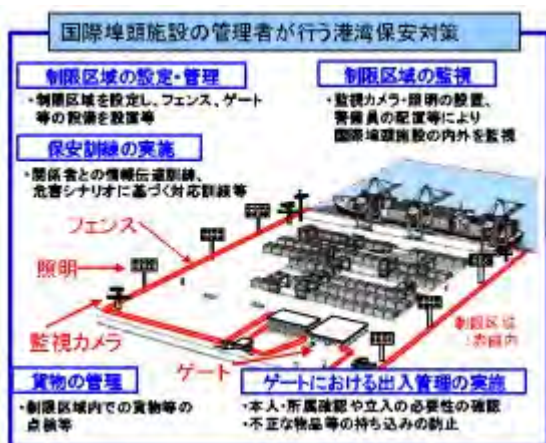 国際埠頭施設の管理者が行う港湾保安対策
制限区域の設定・管理
・制限区域を設定し、フェンス、ゲート
等の設備を設置等
制限区域の監視
・監視カメラ・照明の設置、
警備員の配置等により
国際埠頭施設の内外を監視
保安訓練の実施
・関係者との情報伝達訓練、
危害シナリオに基づく対応訓練等
フェンス
照明
監視カメラ
ゲート
制限区域
:赤線内
貨物の管理
・制限区域内での貨物等の
点検等
ゲートにおける出入管理の実施
・本人・所属確認や立入の必要性の確認
・不正な物品等の持ち込みの防止